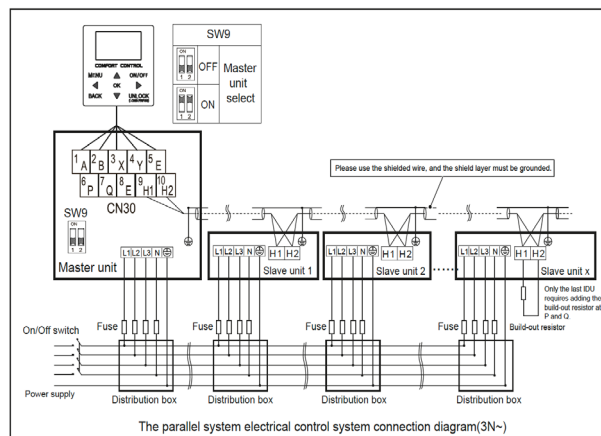 COMFORT CONTROL
MENU
ON/OFF
OK
BACK
UNLOCK
SW9
ON
1 2
OFF
ON
1 2
ON
Master
unit
select
1 2 3 4 5
A B X Y E
6 7 8 9 10
P Q E H1 H2
CN30
SW9
ON
1 2
Master unit
L1 L2 L3 N
Please use the shielded wire, and the shield layer must be grounded.
H1 H2
L1 L2 L3 N
Slave unit 1
H1 H2
L1 L2 L3 N
Slave unit 2
H1 H2
L1 L2 L3 N
Slave unit x
Only the last IDU
requires adding the
build-out resistor at
P and Q
Build-out resistor
Fuse
Fuse
Fuse
Fuse
On/Off switch
Power supply
Distribution box
Distribution box
Distribution box
Distribution box
The parallel system electrical control system connection diagram(3N~)